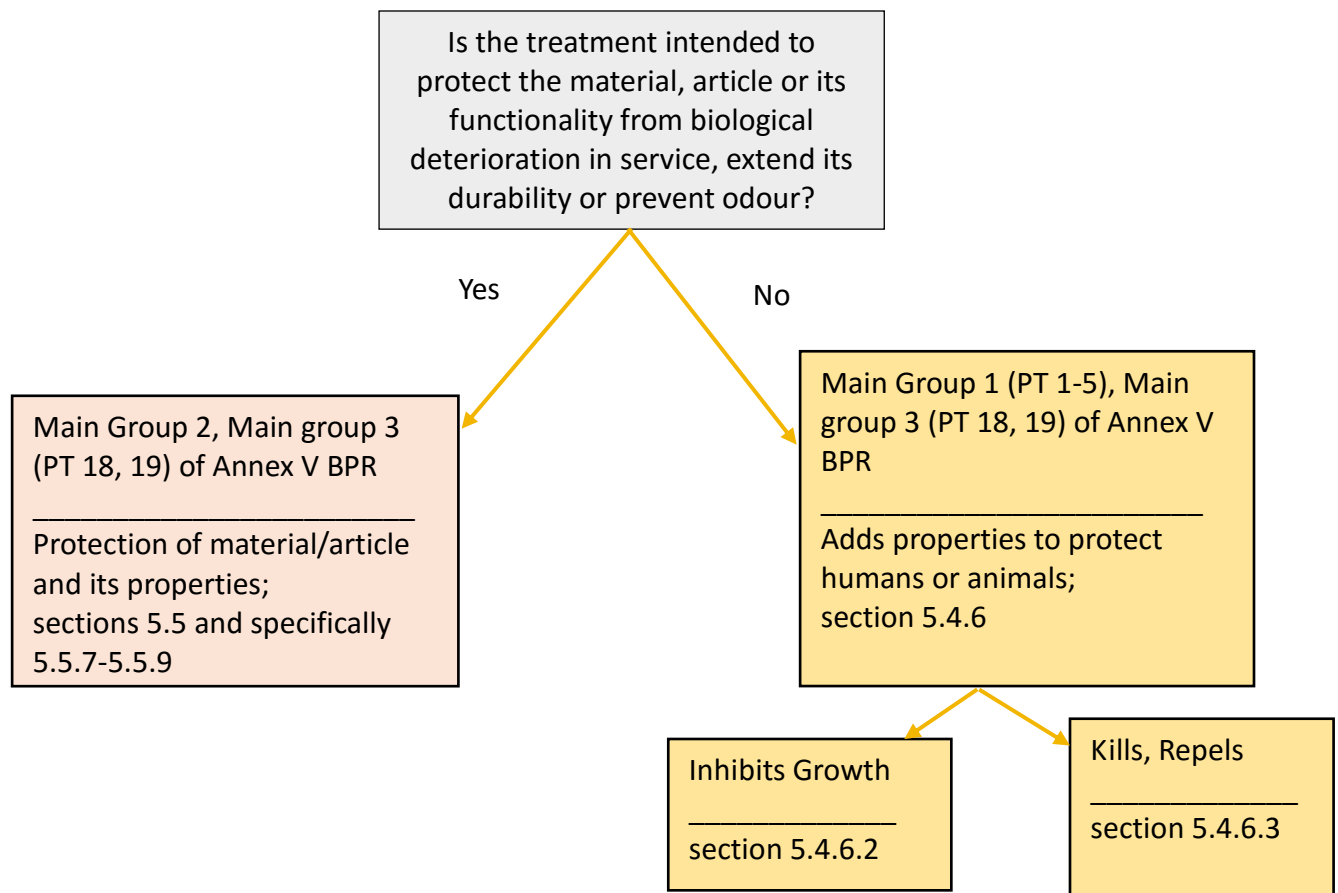 Is the treatment intended to
protect the material, article or its
functionality from biological
deterioration in service, extend its
durability or prevent odour?
Yes
No
Main Group 2, Main group 3
(PT 18, 19) of Annex V BPR
________________________
Protection of material/article
and its properties;
sections 5.5 and specifically
5.5.7-5.5.9
Main Group 1 (PT 1-5), Main
group 3 (PT 18, 19) of Annex V
BPR
________________________
Adds properties to protect
humans or animals;
section 5.4.6
Inhibits Growth
_____________
section 5.4.6.2
Kills, Repels
_____________
section 5.4.6.3